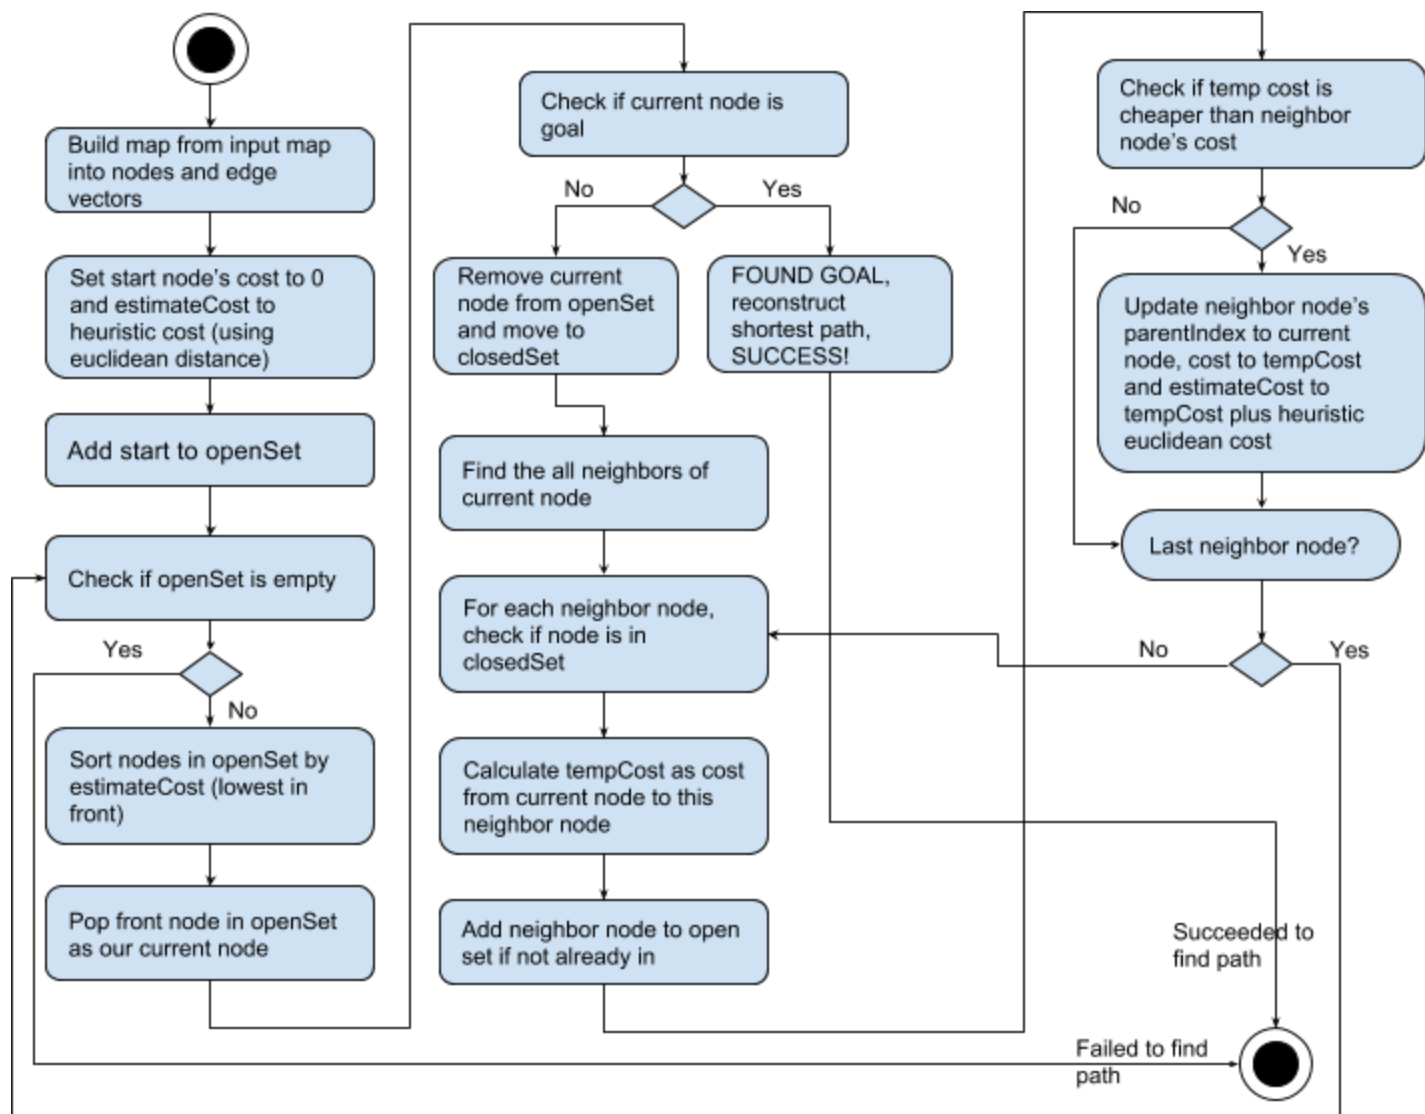 Build map from input map
into nodes and edge
vectors
Set start node's cost to 0
and estimateCost to
heuristic cost (using
euclidean distance)
Add start to openSet
Check if openSet is empty
Yes
No
Sort nodes in openSet by
estimateCost (lowest in
front)
Pop front node in openSet
as our current node
Check if current node is
goal
No
Yes
Remove current
node from openSet
and move to
closedSet
FOUND GOAL,
reconstruct
shortest path,
SUCCESS!
Find the all neighbors of
current node
For each neighbor node,
check if node is in
closedSet
Calculate tempCost as cost
from current node to this
neighbor node
Add neighbor node to open
set if not already in
Check if temp cost is
cheaper than neighbor
node's cost
No
Yes
Update neighbor node's
parentIndex to current
node, cost to tempCost
and estimateCost to
tempCost plus heuristic
euclidean cost
Last neighbor node?
No
Yes
Succeeded to
find path
Failed to find
path